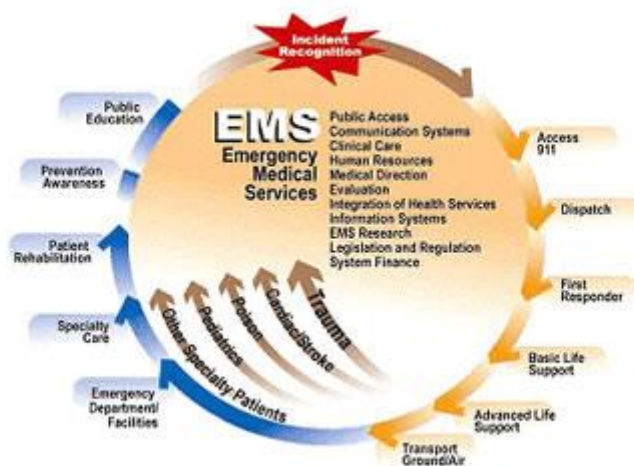 Incident
Recognition
EMS
Emergency
Medical
Services
Public Access
Communication Systems
Clinical Care
Human Resources
Medical Direction
Evaluation
Integration of Health Services
Information Systems
EMS Research
Legislation and Regulation
System Finance
Access
911
Dispatch
First
Responder
Basic Life
Support
Advanced Life
Support
Transport
Ground/Air
Emergency
Department/
Facilities
Specialty
Care
Patient
Rehabilitation
Prevention
Awareness
Public
Education
Other Specialty Patients
Pediatrics
Poison
Cardiac/Stroke
Trauma